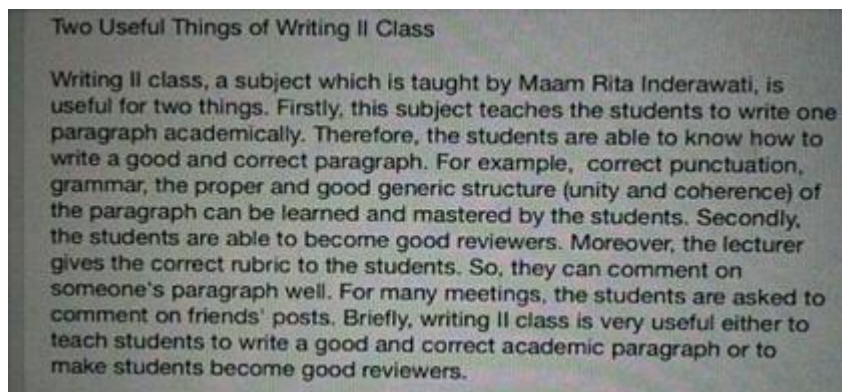 Two Useful Things of Writing II Class
Writing II class, a subject which is taught by Maam Rita Inderawati, is
useful for two things. Firstly, this subject teaches the students to write one
paragraph academically. Therefore, the students are able to know how to
write a good and correct paragraph. For example,  correct punctuation,
grammar, the proper and good generic structure (unity and coherence) of
the paragraph can be learned and mastered by the students. Secondly,
the students are able to become good reviewers. Moreover, the lecturer
gives the correct rubric to the students. So, they can comment on
someone's paragraph well. For many meetings, the students are asked to
comment on friends' posts. Briefly, writing II class is very useful either to
teach students to write a good and correct academic paragraph or to
make students become good reviewers.